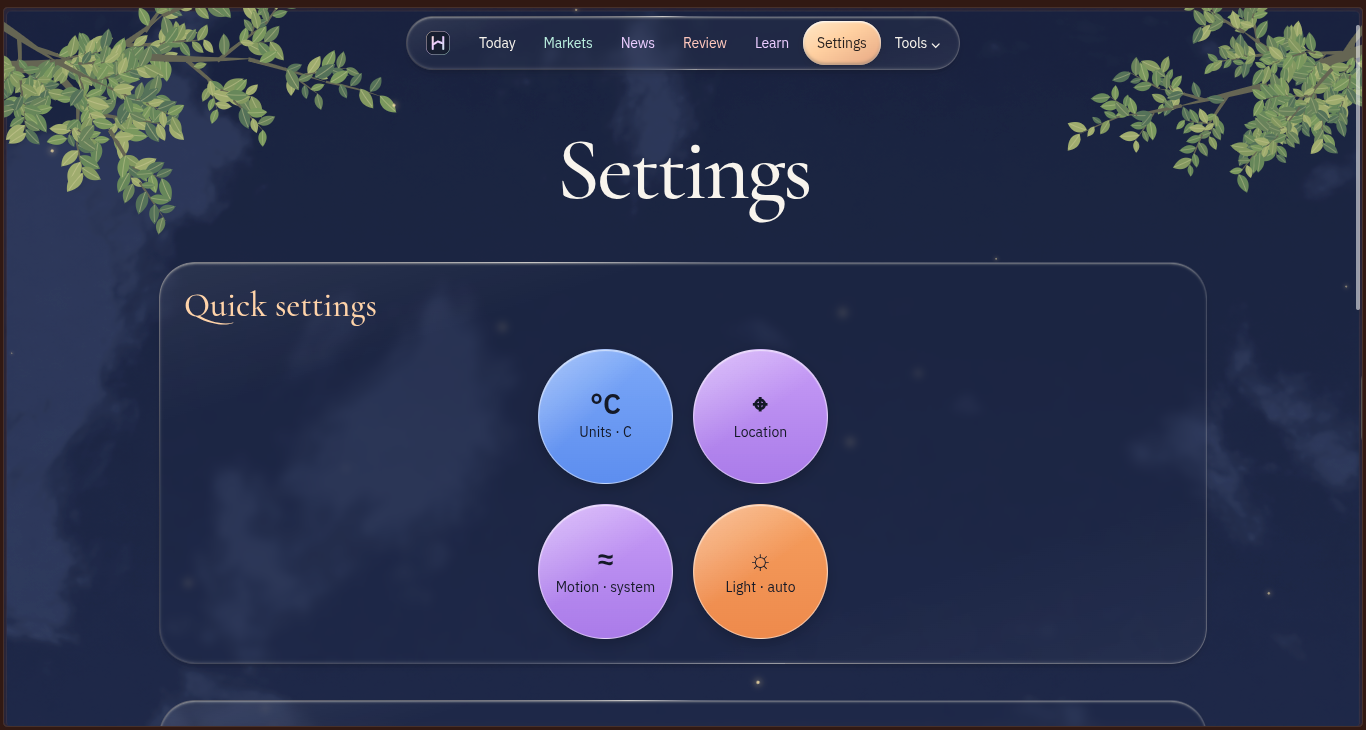 Today Markets News Review Learn Settings Tools
Settings
Quick settings
°C
Units · C
Location
≈
Motion · system
Light · auto